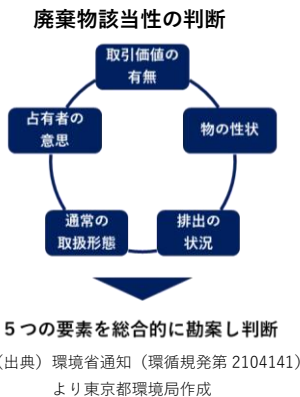 廃棄物該当性の判断
取引価値の
有無
占有者の
意思
物の性状
通常の
取扱形態
排出の
状況
５つの要素を総合的に勘案し判断
（出典）環境省通知（環循規発第 2104141）
より東京都環境局作成